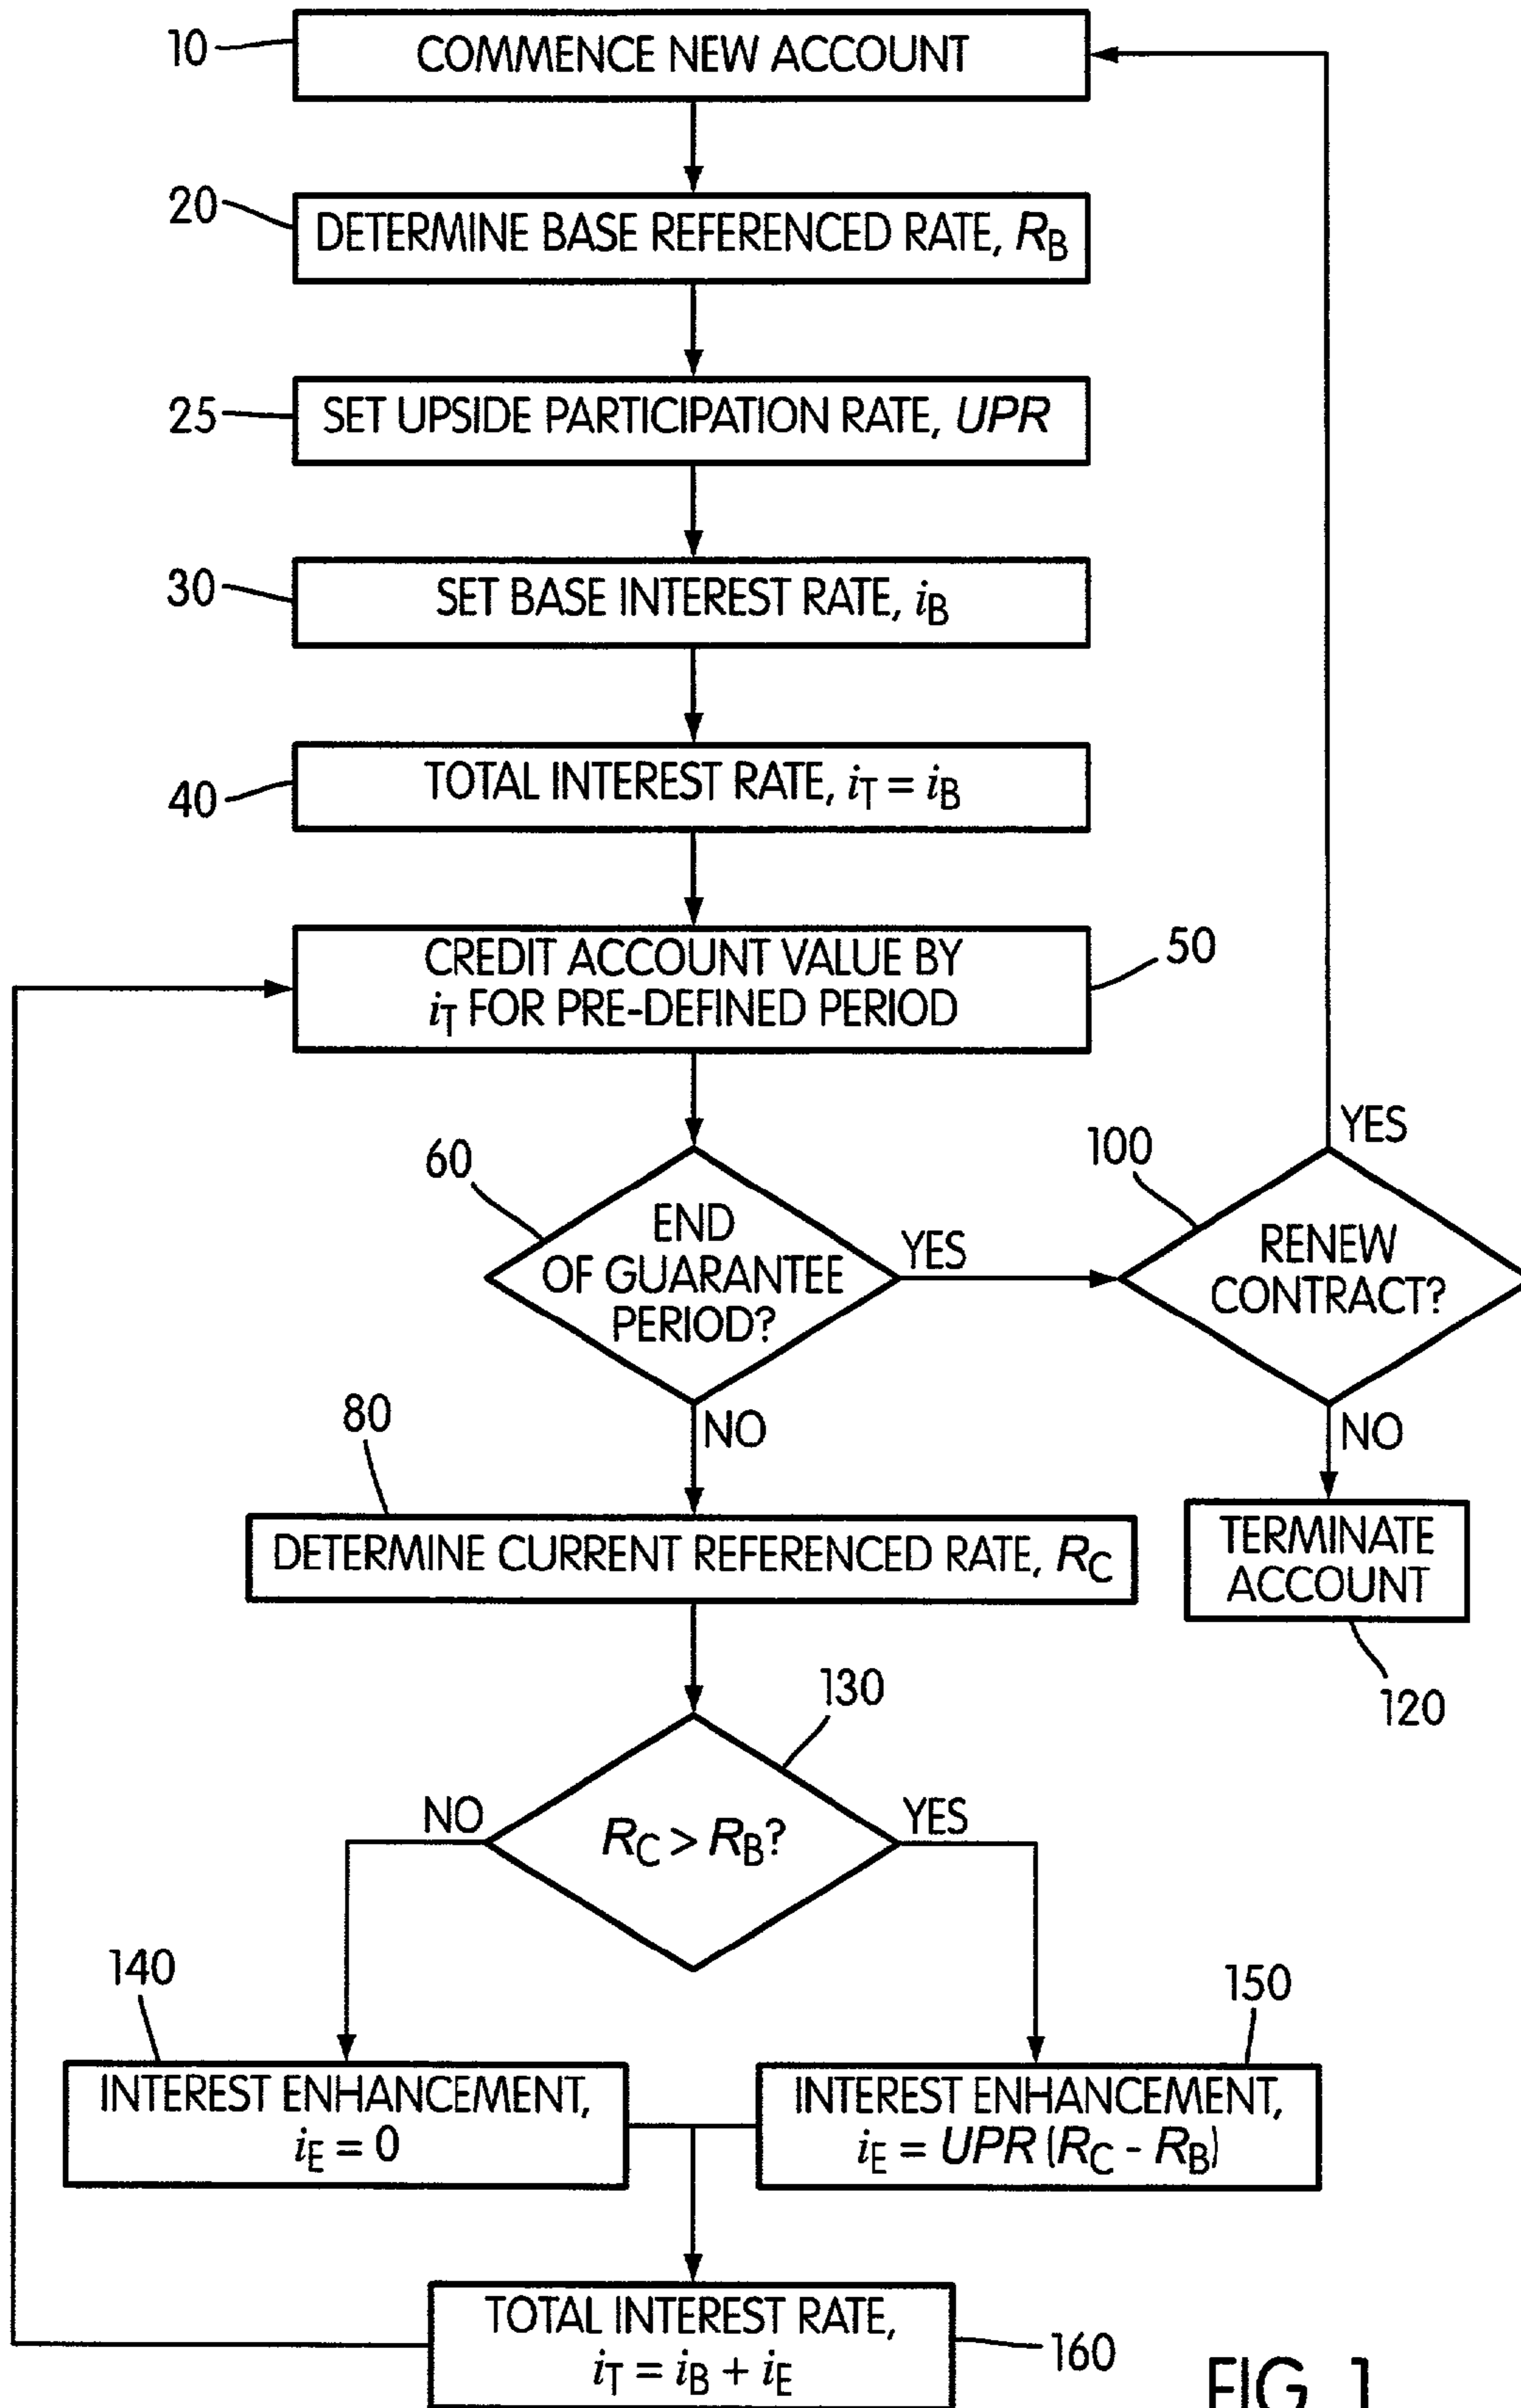 10
COMMENCE NEW ACCOUNT
20
DETERMINE BASE REFERENCED RATE, RB
25
SET UPSIDE PARTICIPATION RATE, UPR
30
SET BASE INTEREST RATE, iB
40
TOTAL INTEREST RATE, iT = iB
CREDIT ACCOUNT VALUE BY
iT FOR PRE-DEFINED PERIOD
50
60
END
OF GUARANTEE
PERIOD?
YES
NO
100
RENEW
CONTRACT?
YES
NO
80
DETERMINE CURRENT REFERENCED RATE, RC
TERMINATE
ACCOUNT
120
130
RC > RB?
NO
YES
140
INTEREST ENHANCEMENT,
iE = 0
150
INTEREST ENHANCEMENT,
iE = UPR (RC - RB)
TOTAL INTEREST RATE,
iT = iB + iE
160
FIG. 1